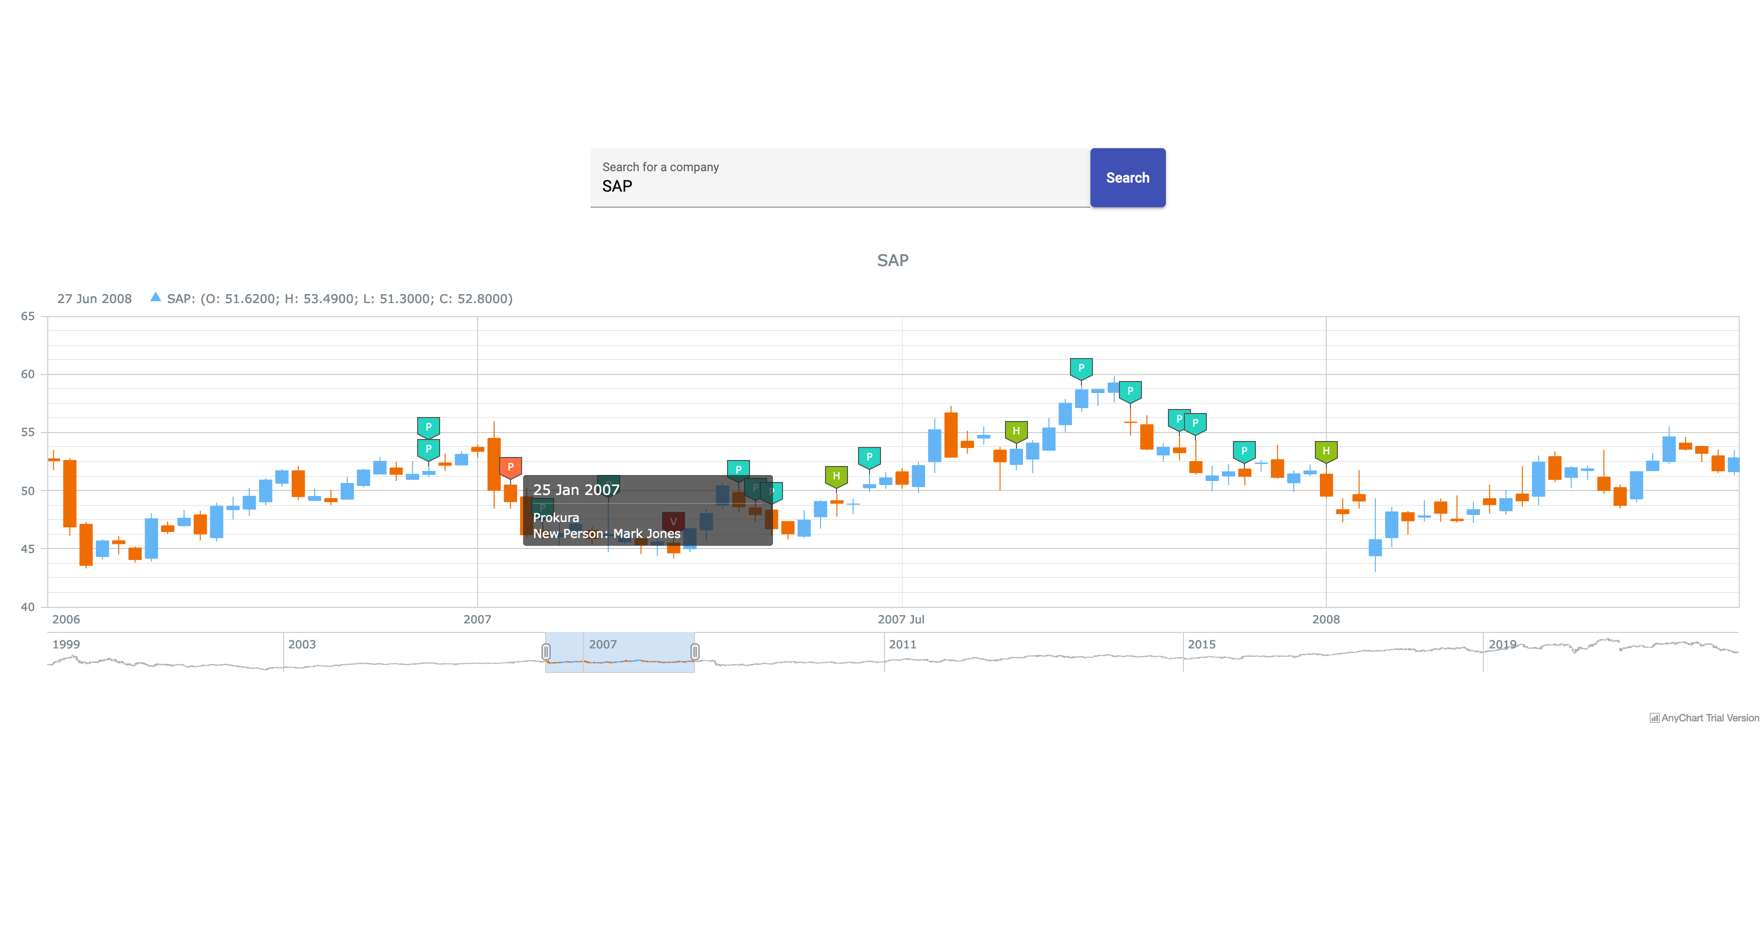 Search for a company
SAP
Search
SAP
27 Jun 2008 ▲ SAP: (O: 51.6200; H: 53.4900; L: 51.3000; C: 52.8000)
65
60
P
P
P
P P
55
P
H
P
P
P
H
P
P
H
50
25 Jan 2007
Prokura
V
New Person: Mark Jones
45
40
2006 2007 2007 Jul 2008
1999 2003 2007 2011 2015 2019
AnyChart Trial Version